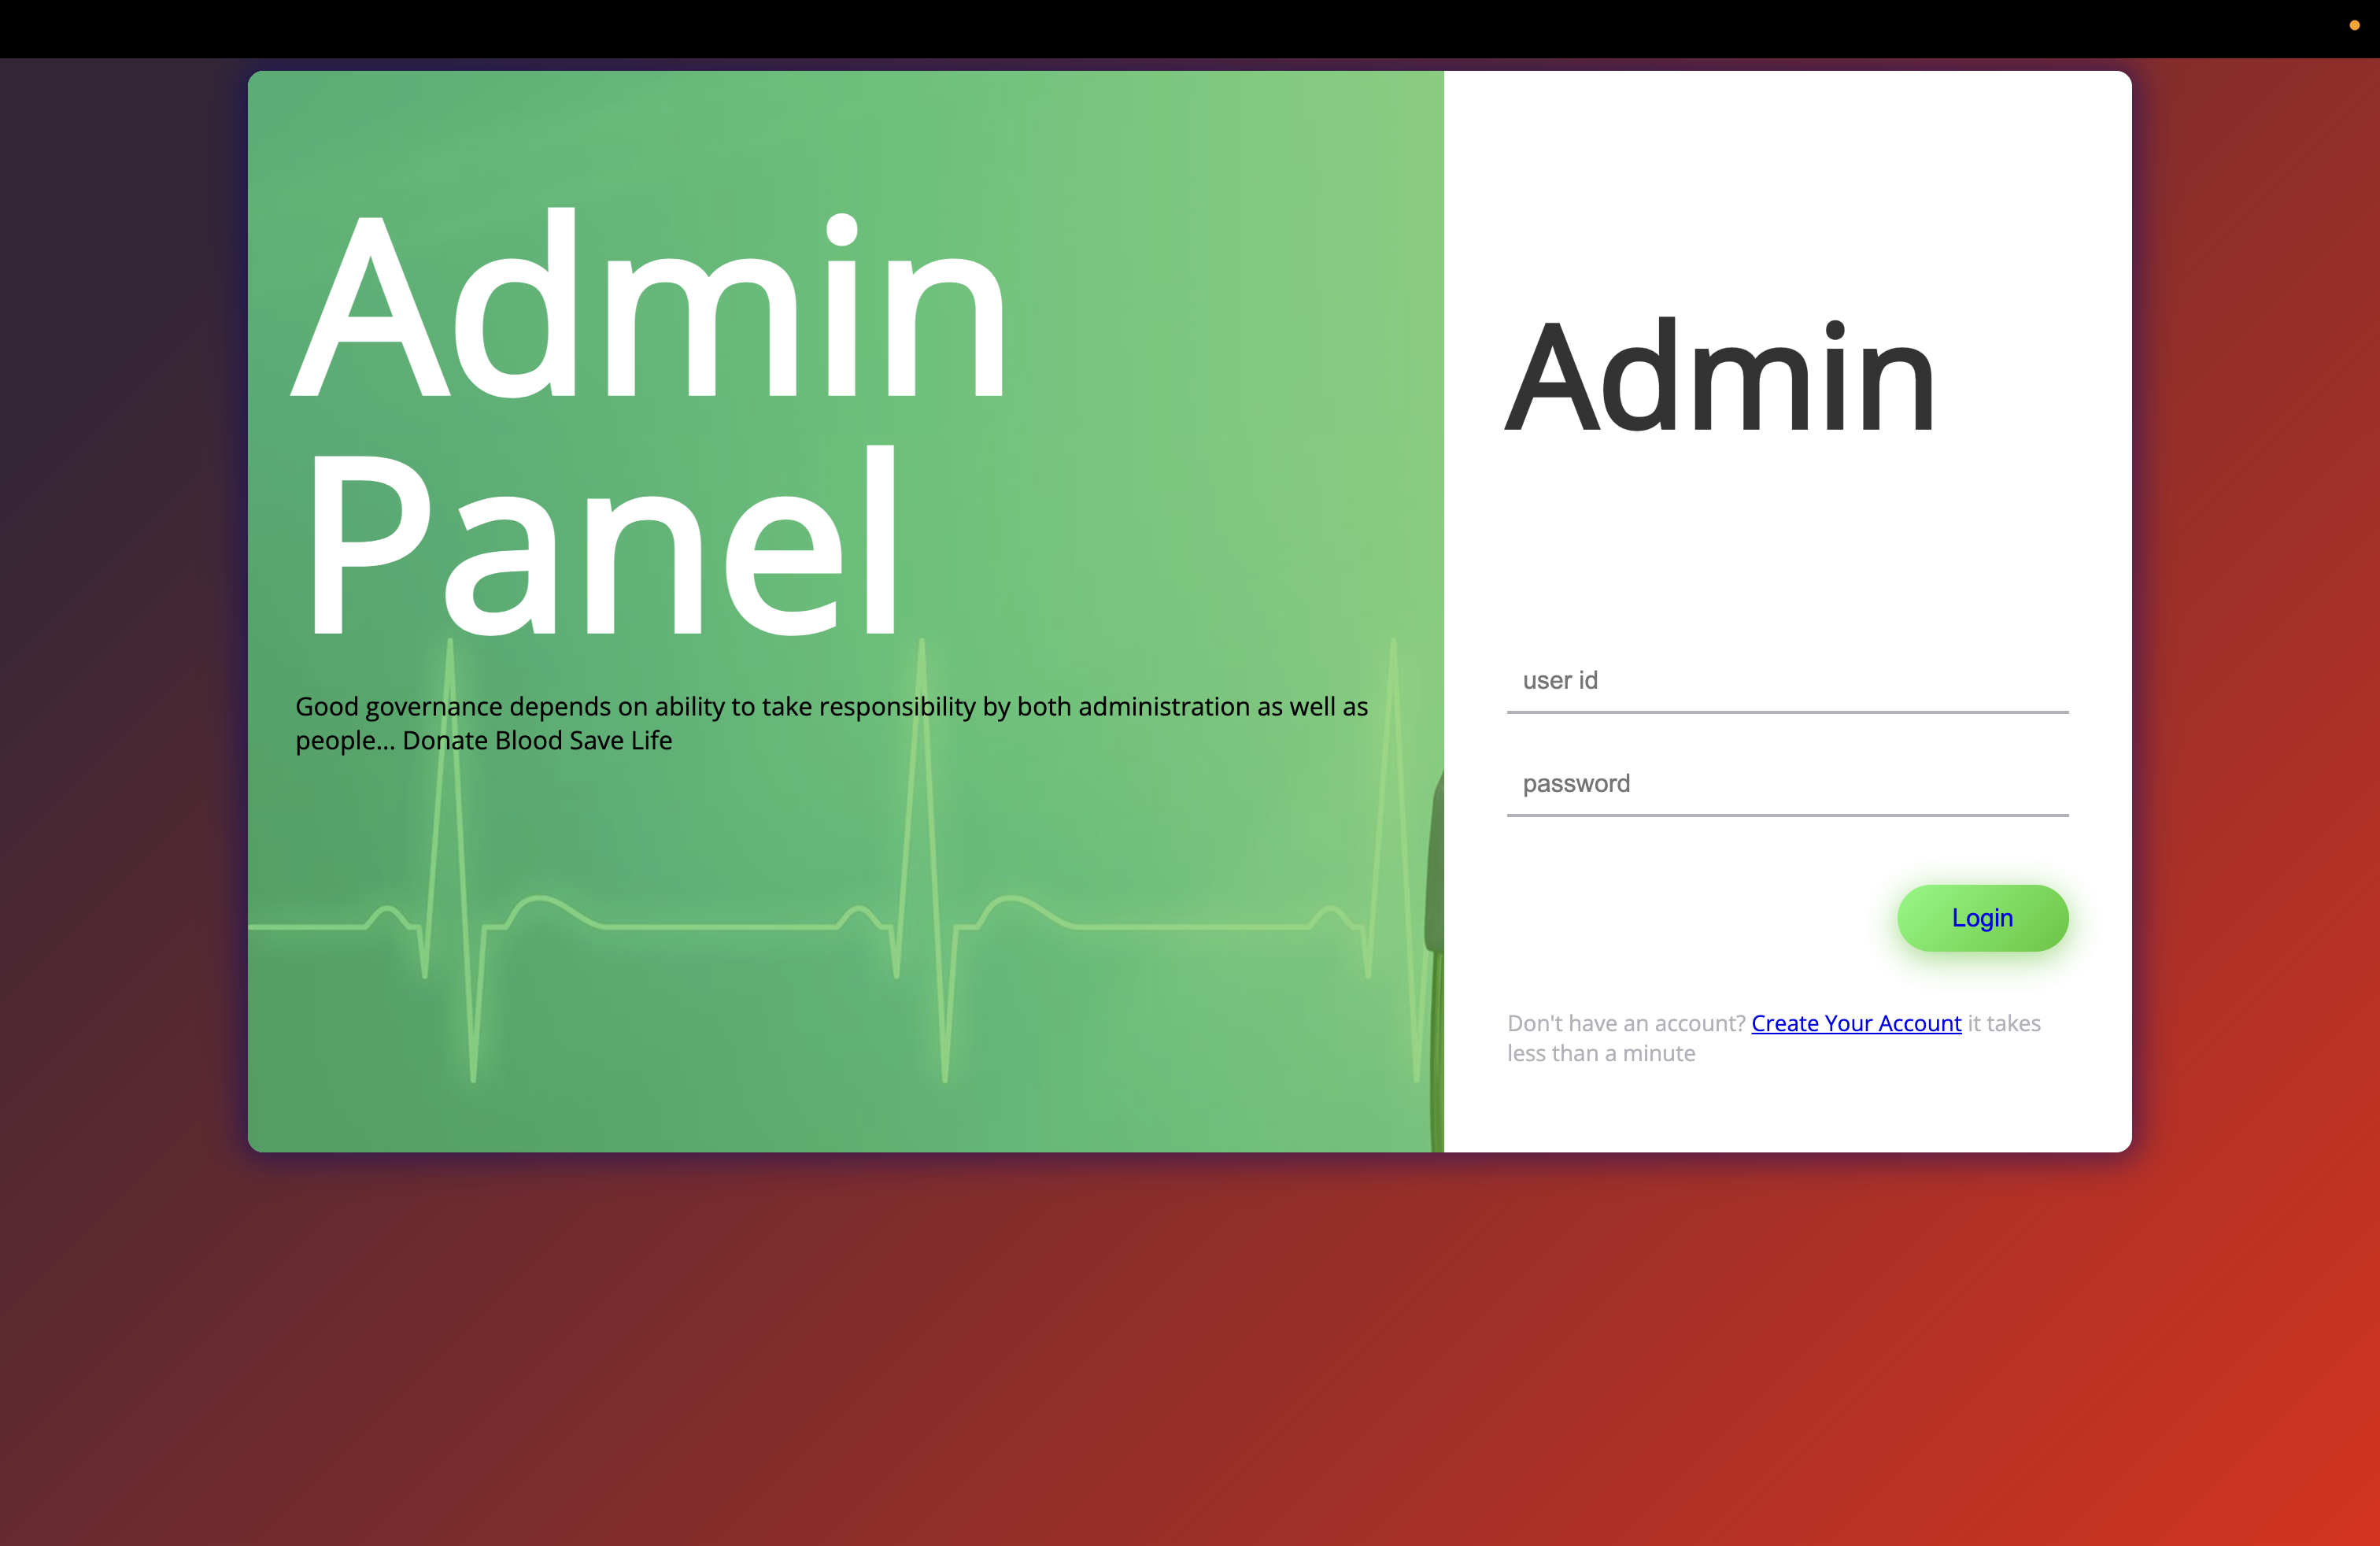 Admin
Panel
Good governance depends on ability to take responsibility by both administration as well as
people... Donate Blood Save Life
Admin
user id
password
Login
Don't have an account? Create Your Account it takes
less than a minute